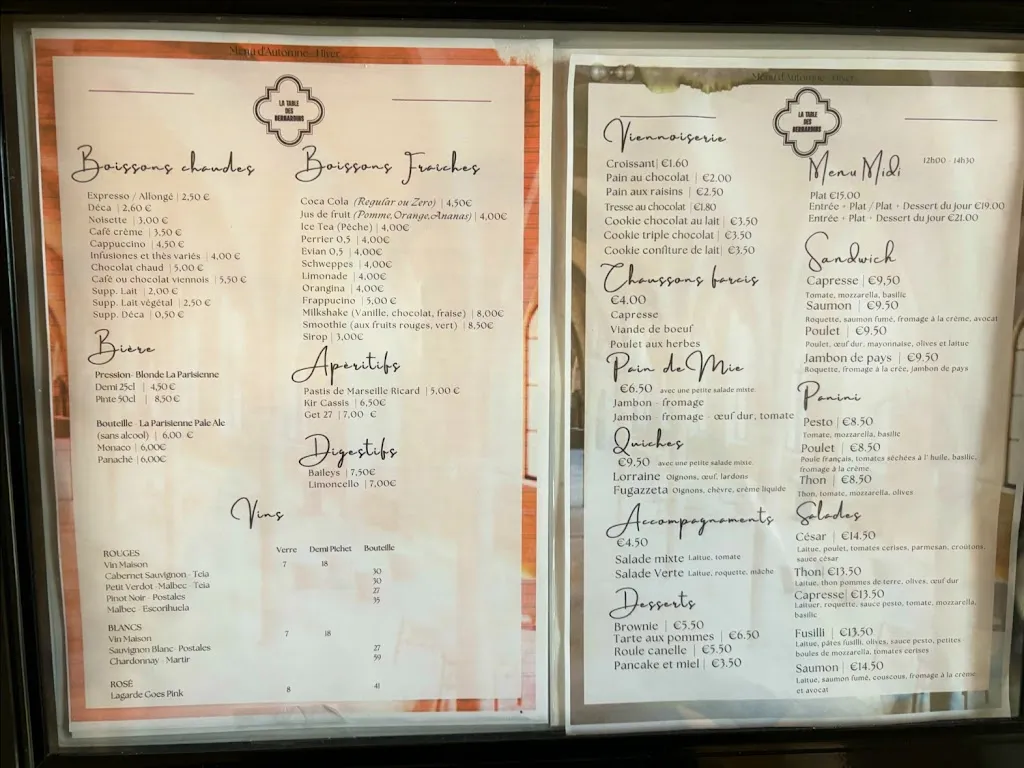 Menu d'Automne - Hiver
LA TABLE
DES
BERNARDINS
Boissons chaudes
Expresso / Allongé | 2,50 €
Déca | 2,60 €
Noisette | 3,00 €
Café crème | 3,50 €
Cappuccino | 4,50 €
Infusions et thés variés | 4,00 €
Chocolat chaud | 5,00 €
Café ou chocolat viennois | 5,50 €
Supp. Lait | 2,00 €
Supp. Lait végétal | 2,50 €
Supp. Déca | 0,50 €
Bière
Pression - Blonde La Parisienne
Demi 25cl | 4,50 €
Pinte 50cl | 8,50 €
Bouteille - La Parisienne Pale Ale
(sans alcool) | 6,00 €
Monaco | 6,00€
Panaché | 6,00€
Boissons Fraîches
Coca Cola (Regular ou Zero) | 4,50€
Jus de fruit (Pomme,Orange,Ananas) | 4,00€
Ice Tea (Pêche) | 4,00€
Perrier 0,5 | 4,00€
Evian 0,5 | 4,00€
Schweppes | 4,00€
Limonade | 4,00€
Orangina | 4,00€
Frappucino | 5,00 €
Milkshake (Vanille, chocolat, fraise) | 8,00€
Smoothie (aux fruits rouges, vert) | 8,50€
Sirop | 3,00€
Apéritifs
Pastis de Marseille Ricard | 5,00 €
Kir Cassis | 6,50€
Get 27 | 7,00 €
Digestifs
Baileys | 7,50€
Limoncello | 7,00€
Vins
Verre Demi Pichet Bouteille
ROUGES
Vin Maison 7 18
Cabernet Sauvignon - Teia 30
Petit Verdot - Malbec - Teia 30
Pinot Noir - Postales 27
Malbec - Escorihuela 35
BLANCS
Vin Maison 7 18
Sauvignon Blanc - Postales 27
Chardonnay - Martir 59
ROSÉ
Lagarde Goes Pink 8 41
Menu d'Automne - Hiver
LA TABLE
DES
BERNARDINS
Viennoiserie
Croissant| €1.60
Pain au chocolat | €2.00
Pain aux raisins | €2.50
Tresse au chocolat | €1.80
Cookie chocolat au lait | €3.50
Cookie triple chocolat | €3.50
Cookie confiture de lait| €3.50
Chaussons farcis
€4.00
Capresse
Viande de boeuf
Poulet aux herbes
Pain de Mie
€6.50 avec une petite salade mixte.
Jambon - fromage
Jambon - fromage - œuf dur, tomate
Quiches
€9.50 avec une petite salade mixte.
Lorraine Oignons, œuf, lardons
Fugazzeta Oignons, chèvre, crème liquide
Accompagnaments
€4.50
Salade mixte Laitue, tomate
Salade Verte Laitue, roquette, mâche
Desserts
Brownie | €5.50
Tarte aux pommes | €6.50
Roule canelle | €5.50
Pancake et miel | €3.50
Menu Midi 12h00 - 14h30
Plat €15.00
Entrée + Plat / Plat + Dessert du jour €19.00
Entrée + Plat + Dessert du jour €21.00
Sandwich
Capresse | €9,50
Tomate, mozzarella, basilic
Saumon | €9.50
Roquette, saumon fumé, fromage à la crème, avocat
Poulet | €9.50
Poulet, œuf dur, mayonnaise, olives et laitue
Jambon de pays | €9.50
Roquette, fromage à la crèe, jambon de pays
Panini
Pesto | €8.50
Tomate, mozzarella, basilic
Poulet | €8.50
Poule français, tomates séchées à l' huile, basilic,
fromage à la crème.
Thon | €8.50
Thon, tomate, mozzarella, olives
Salades
César | €14.50
Laitue, poulet, tomates cerises, parmesan, croûtons,
sauce césar
Thon| €13.50
Laitue, thon pommes de terre, olives, œuf dur
Capresse| €13.50
Laituer, roquette, sauce pesto, tomate, mozzarella,
basilic
Fusilli | €13.50
Laitue, pâtes fusilli, olives, sauce pesto, petites
boules de mozzarella, tomates cerises
Saumon | €14.50
Laitue, saumon fumé, couscous, fromage à la crème
et avocat